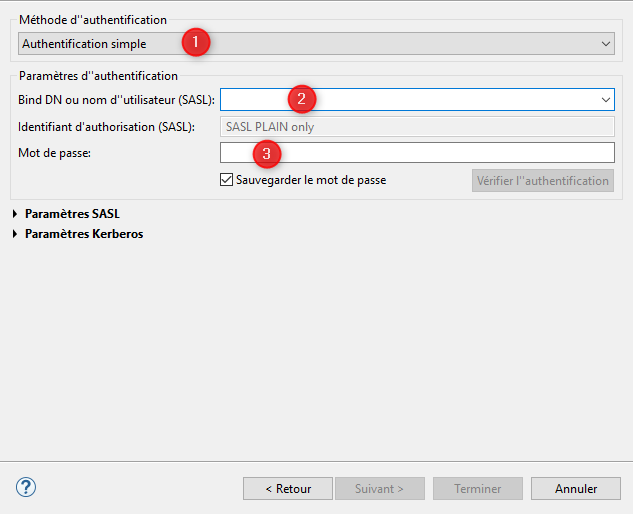 Méthode d''authentification
Authentification simple 1
Paramètres d''authentification
Bind DN ou nom d''utilisateur (SASL): 2
Identifiant d'authorisation (SASL): SASL PLAIN only
Mot de passe: 3
Sauvegarder le mot de passe Vérifier l''authentification
Paramètres SASL
Paramètres Kerberos
? < Retour Suivant > Terminer Annuler